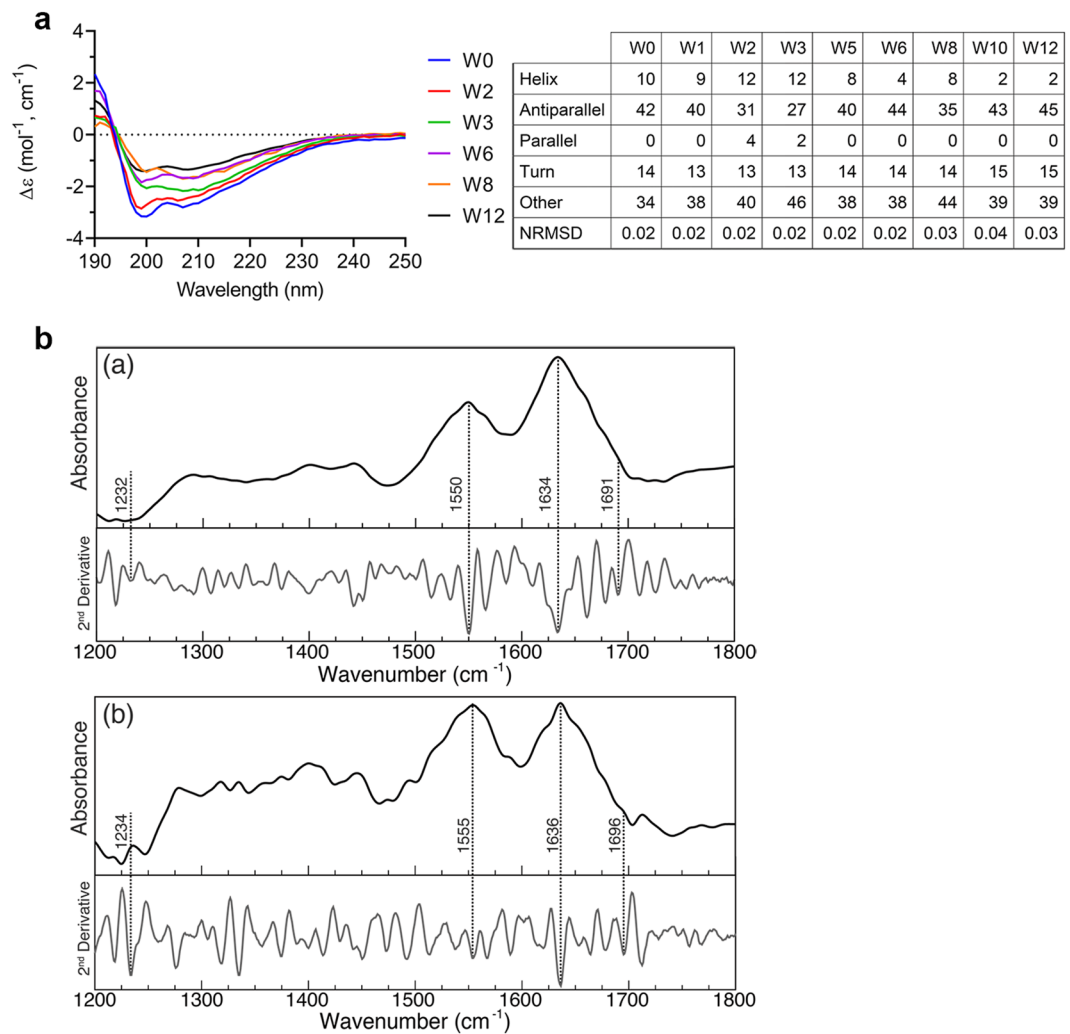 a
4
2
0
-2
-4
Δε (mol⁻¹, cm⁻¹)
190 200 210 220 230 240 250
Wavelength (nm)
W0
W2
W3
W6
W8
W12
W0 W1 W2 W3 W5 W6 W8 W10 W12
Helix 10 9 12 12 8 4 8 2 2
Antiparallel 42 40 31 27 40 44 35 43 45
Parallel 0 0 4 2 0 0 0 0 0
Turn 14 13 13 13 14 14 14 15 15
Other 34 38 40 46 38 38 44 39 39
NRMSD 0.02 0.02 0.02 0.02 0.02 0.02 0.03 0.04 0.03
b
(a)
Absorbance
1232 1550 1634 1691
2nd Derivative
1200 1300 1400 1500 1600 1700 1800
Wavenumber (cm⁻¹)
(b)
Absorbance
1234 1555 1636 1696
2nd Derivative
1200 1300 1400 1500 1600 1700 1800
Wavenumber (cm⁻¹)